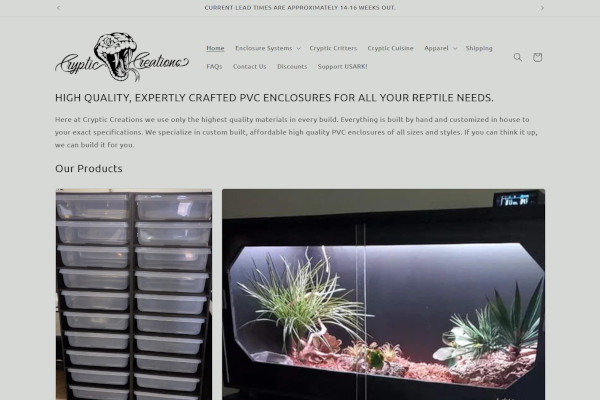 CURRENT LEAD TIMES ARE APPROXIMATELY 14-16 WEEKS OUT.
Cryptic Creations
Home Enclosure Systems Cryptic Critters Cryptic Cuisine Apparel Shipping
FAQs Contact Us Discounts Support USARK!
HIGH QUALITY, EXPERTLY CRAFTED PVC ENCLOSURES FOR ALL YOUR REPTILE NEEDS.
Here at Cryptic Creations we use only the highest quality materials in every build. Everything is built by hand and customized in house to
your exact specifications. We specialize in custom built, affordable high quality PVC enclosures of all sizes and styles. If you can think it up,
we can build it for you.
Our Products